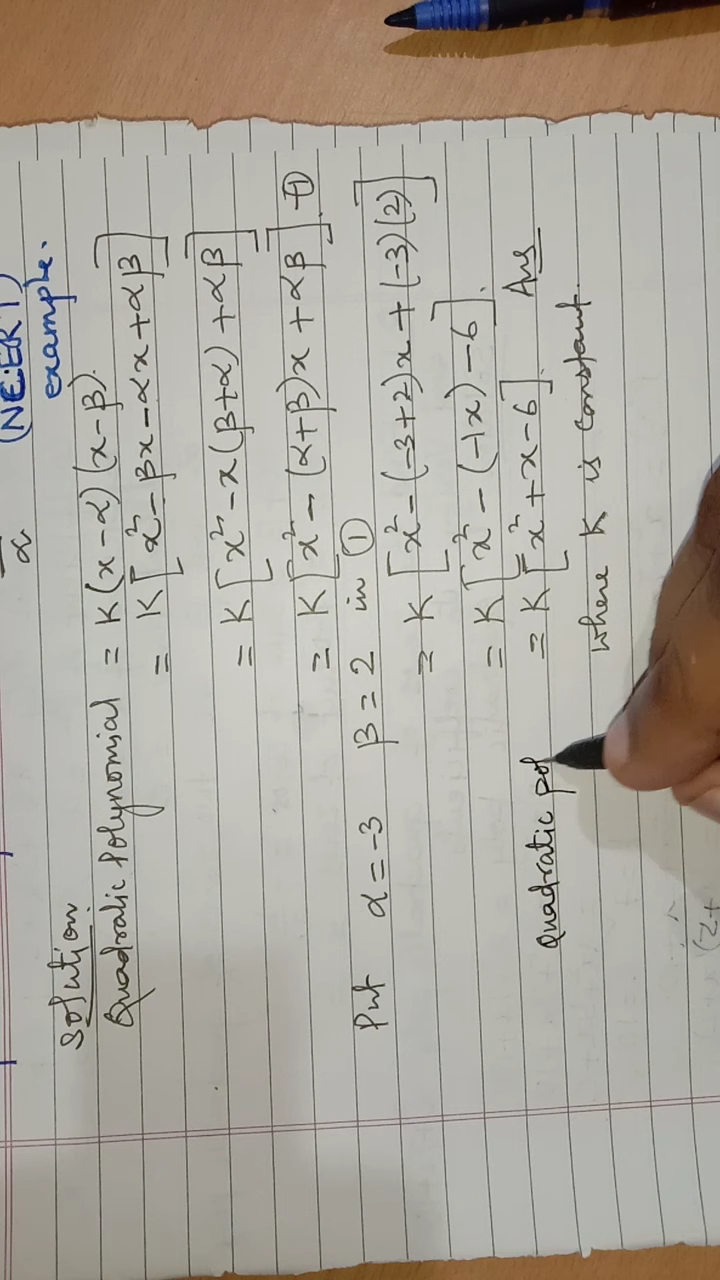 (NCERT)
α example.
Solution
Quadratic Polynomial = K(x-α)(x-β).
= K[x²-βx-αx+αβ]
= K[x²-x(β+α)+αβ]
= K[x²-(α+β)x+αβ] -①
Put α=-3 β=2 in ①
= K[x²-(-3+2)x+(-3)(2)]
= K[x²-(-1x)-6].
Quadratic pol = K[x²+x-6]. Ans
where K is constant.